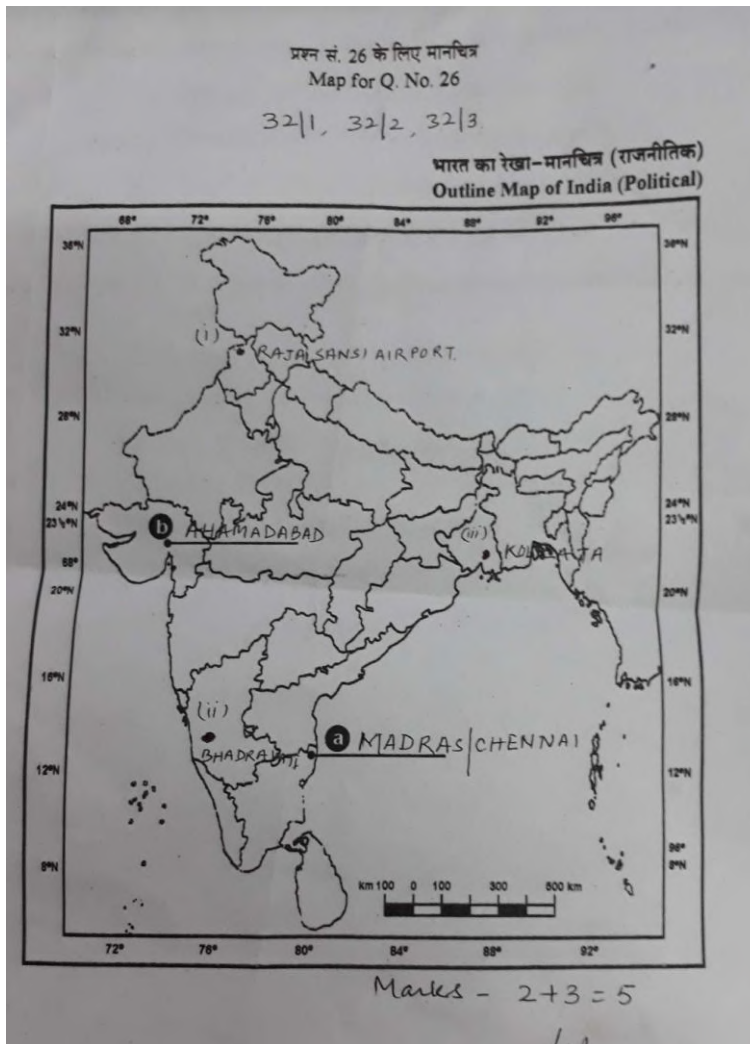 प्रश्न सं. 26 के लिए मानचित्र
Map for Q. No. 26
32/1, 32/2, 32/3
भारत का रेखा-मानचित्र (राजनीतिक)
Outline Map of India (Political)
68° 72° 76° 80° 84° 88° 92° 96°
36°N 36°N
32°N 32°N
(i)
RAJA SANSI AIRPORT.
28°N 28°N
24°N 24°N
23½°N 23½°N
b AHAMADABAD
(iii)
68°
20°N 20°N
16°N 16°N
(ii)
a MADRAS/CHENNAI
12°N 12°N
96°
8°N 8°N
km 100 0 100 300 500 km
72° 76° 80° 84° 88° 92°
Marks - 2+3=5